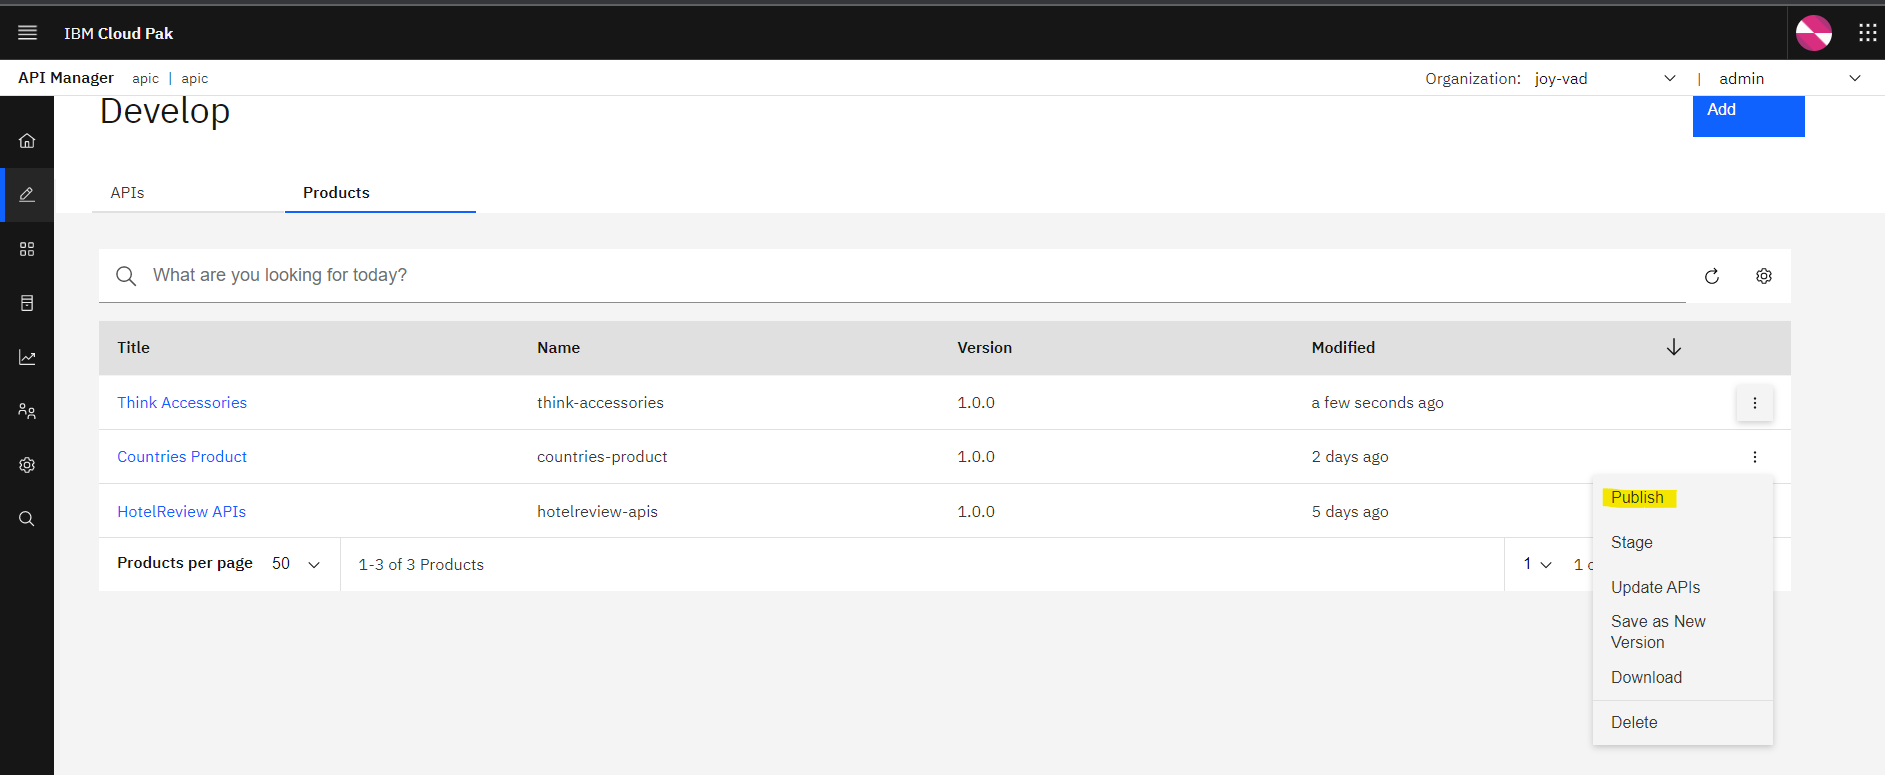 IBM Cloud Pak
API Manager apic | apic Organization: joy-vad | admin
Develop Add
APIs Products
What are you looking for today?
Title Name Version Modified
Think Accessories think-accessories 1.0.0 a few seconds ago
Countries Product countries-product 1.0.0 2 days ago
HotelReview APIs hotelreview-apis 1.0.0 5 days ago
Products per page 50 1-3 of 3 Products 1 1
Publish
Stage
Update APIs
Save as New
Version
Download
Delete